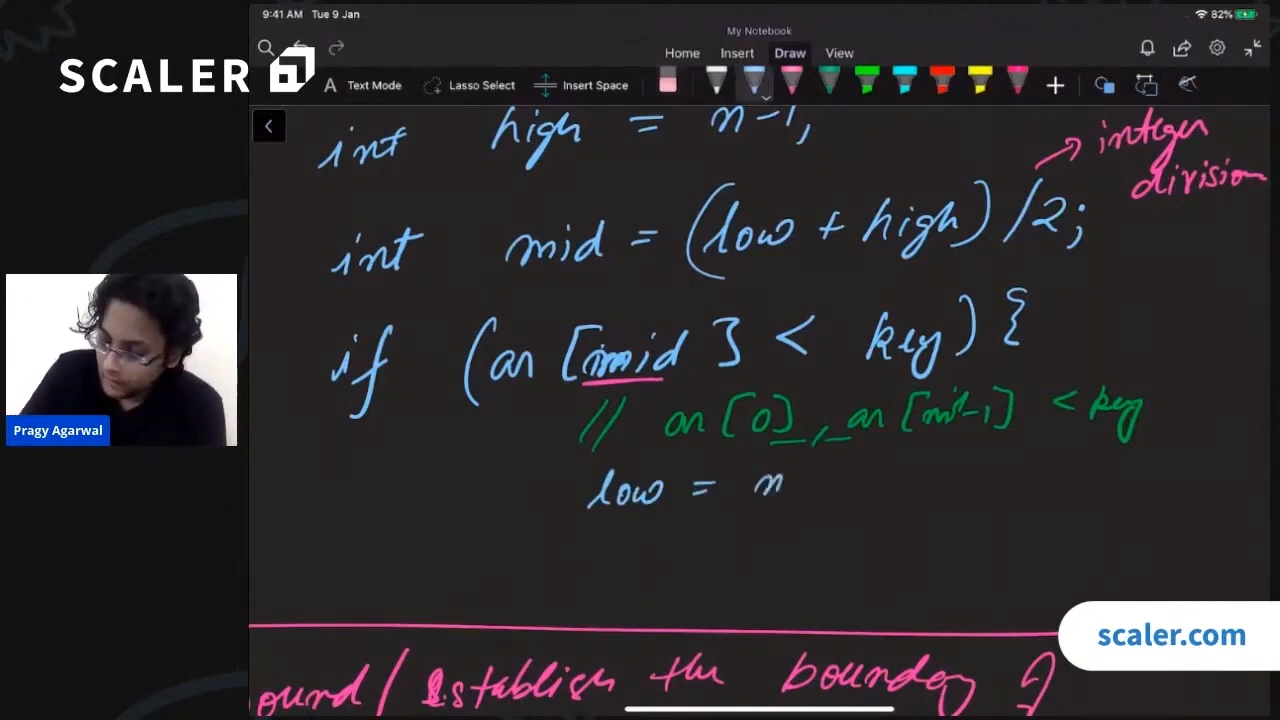 9:41 AM Tue 9 Jan
82%
My Notebook
Home Insert Draw View
SCALER
Text Mode Lasso Select Insert Space
int high = n-1;
integer
division
int mid = (low + high) / 2;
if (arr [mid] < key) {
// arr [0] _ , _ arr [mid-1] < key
low = m
Pragy Agarwal
scaler.com
ound / Establish the boundary